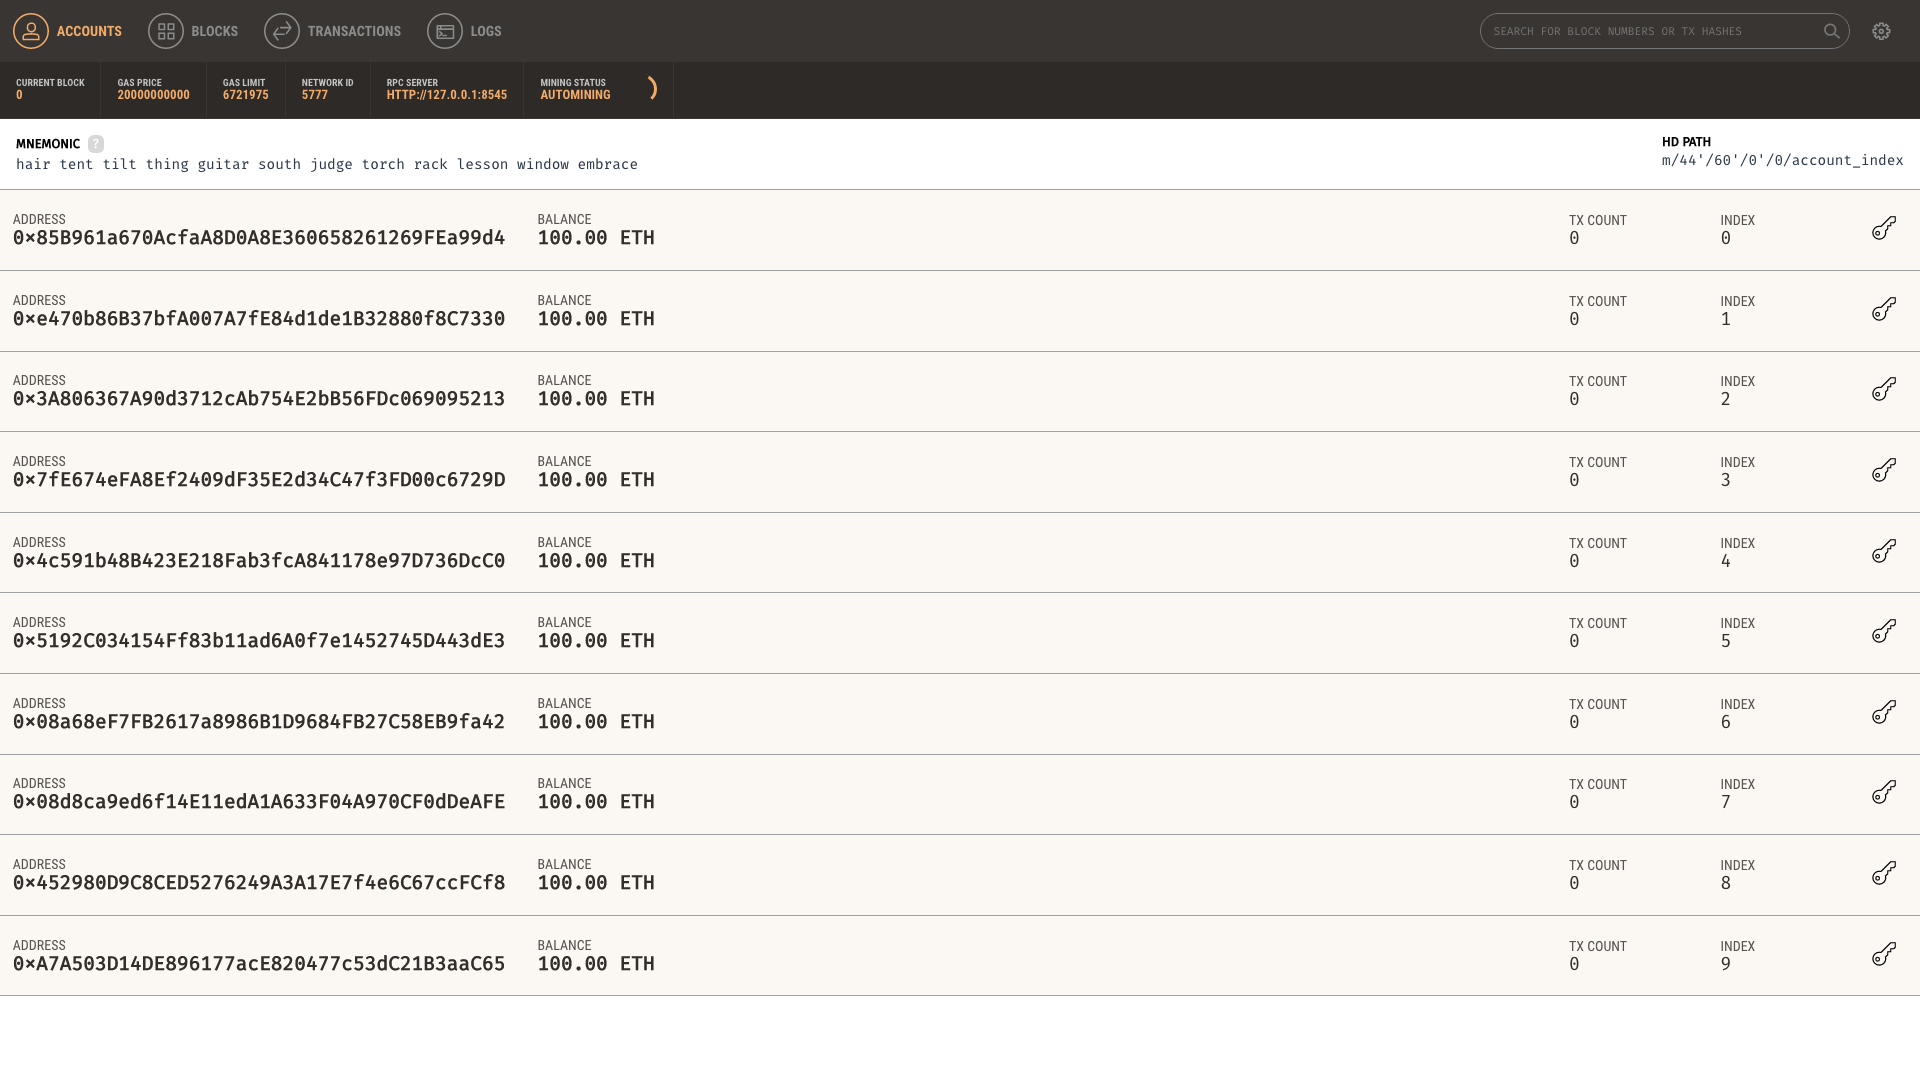 ACCOUNTS BLOCKS TRANSACTIONS LOGS SEARCH FOR BLOCK NUMBERS OR TX HASHES
CURRENT BLOCK GAS PRICE GAS LIMIT NETWORK ID RPC SERVER MINING STATUS
0 20000000000 6721975 5777 HTTP://127.0.0.1:8545 AUTOMINING
MNEMONIC ? HD PATH
hair tent tilt thing guitar south judge torch rack lesson window embrace m/44'/60'/0'/0/account_index
ADDRESS BALANCE TX COUNT INDEX
0×85B961a670AcfaA8D0A8E360658261269FEa99d4 100.00 ETH 0 0
ADDRESS BALANCE TX COUNT INDEX
0×e470b86B37bfA007A7fE84d1de1B32880f8C7330 100.00 ETH 0 1
ADDRESS BALANCE TX COUNT INDEX
0×3A806367A90d3712cAb754E2bB56FDc069095213 100.00 ETH 0 2
ADDRESS BALANCE TX COUNT INDEX
0×7fE674eFA8Ef2409dF35E2d34C47f3FD00c6729D 100.00 ETH 0 3
ADDRESS BALANCE TX COUNT INDEX
0×4c591b48B423E218Fab3fcA841178e97D736DcC0 100.00 ETH 0 4
ADDRESS BALANCE TX COUNT INDEX
0×5192C034154Ff83b11ad6A0f7e1452745D443dE3 100.00 ETH 0 5
ADDRESS BALANCE TX COUNT INDEX
0×08a68eF7FB2617a8986B1D9684FB27C58EB9fa42 100.00 ETH 0 6
ADDRESS BALANCE TX COUNT INDEX
0×08d8ca9ed6f14E11edA1A633F04A970CF0dDeAFE 100.00 ETH 0 7
ADDRESS BALANCE TX COUNT INDEX
0×452980D9C8CED5276249A3A17E7f4e6C67ccFCf8 100.00 ETH 0 8
ADDRESS BALANCE TX COUNT INDEX
0×A7A503D14DE896177acE820477c53dC21B3aaC65 100.00 ETH 0 9